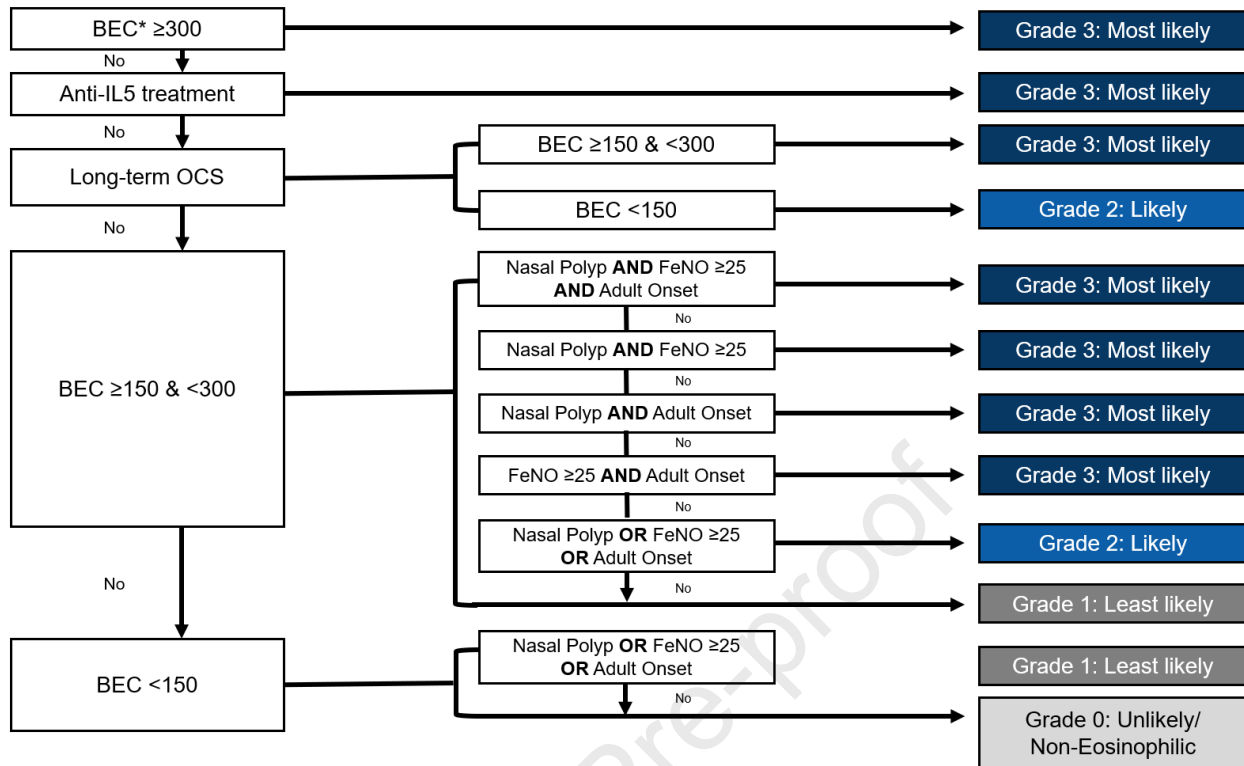 BEC* ≥300
Grade 3: Most likely
No
Anti-IL5 treatment
Grade 3: Most likely
No
Long-term OCS
BEC ≥150 & <300
Grade 3: Most likely
BEC <150
Grade 2: Likely
No
BEC ≥150 & <300
Nasal Polyp AND FeNO ≥25
AND Adult Onset
Grade 3: Most likely
No
Nasal Polyp AND FeNO ≥25
Grade 3: Most likely
No
Nasal Polyp AND Adult Onset
Grade 3: Most likely
No
FeNO ≥25 AND Adult Onset
Grade 3: Most likely
No
Nasal Polyp OR FeNO ≥25
OR Adult Onset
Grade 2: Likely
No
Grade 1: Least likely
No
BEC <150
Nasal Polyp OR FeNO ≥25
OR Adult Onset
Grade 1: Least likely
No
Grade 0: Unlikely/
Non-Eosinophilic
Pre-proof